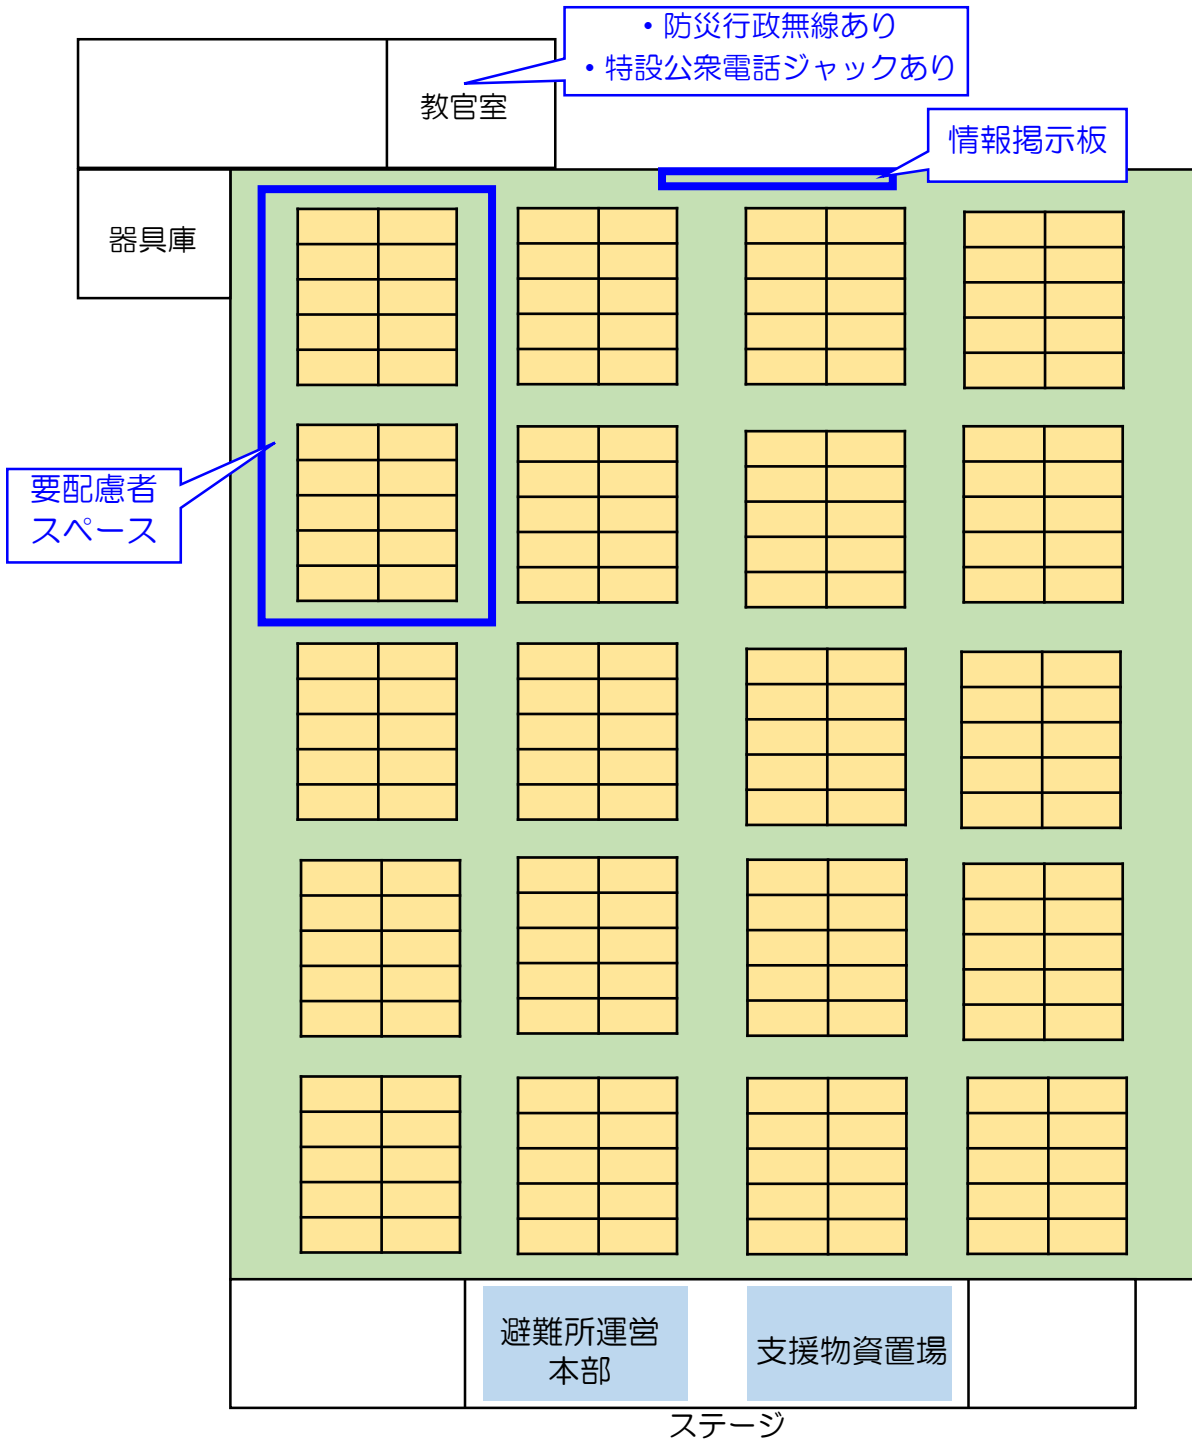 ・防災行政無線あり
・特設公衆電話ジャックあり
教官室
情報掲示板
器具庫
要配慮者
スペース
避難所運営
本部
支援物資置場
ステージ